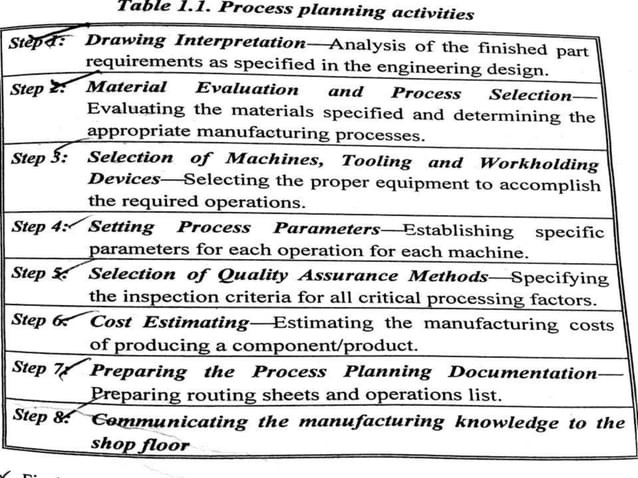 Table 1.1. Process planning activities
Step 1: Drawing Interpretation—Analysis of the finished part
requirements as specified in the engineering design.
Step 2: Material Evaluation and Process Selection—
Evaluating the materials specified and determining the
appropriate manufacturing processes.
Step 3: Selection of Machines, Tooling and Workholding
Devices—Selecting the proper equipment to accomplish
the required operations.
Step 4: Setting Process Parameters—Establishing specific
parameters for each operation for each machine.
Step 5: Selection of Quality Assurance Methods—Specifying
the inspection criteria for all critical processing factors.
Step 6: Cost Estimating—Estimating the manufacturing costs
of producing a component/product.
Step 7: Preparing the Process Planning Documentation—
Preparing routing sheets and operations list.
Step 8: Communicating the manufacturing knowledge to the
shop floor